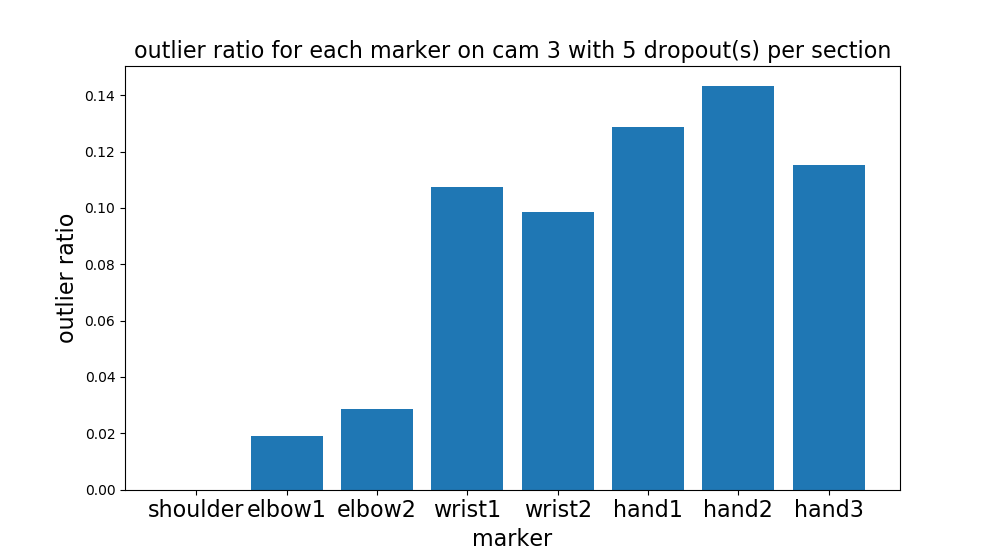 outlier ratio for each marker on cam 3 with 5 dropout(s) per section
0.14
0.12
0.10
0.08
0.06
0.04
0.02
0.00
outlier ratio
shoulder elbow1 elbow2 wrist1 wrist2 hand1 hand2 hand3
marker